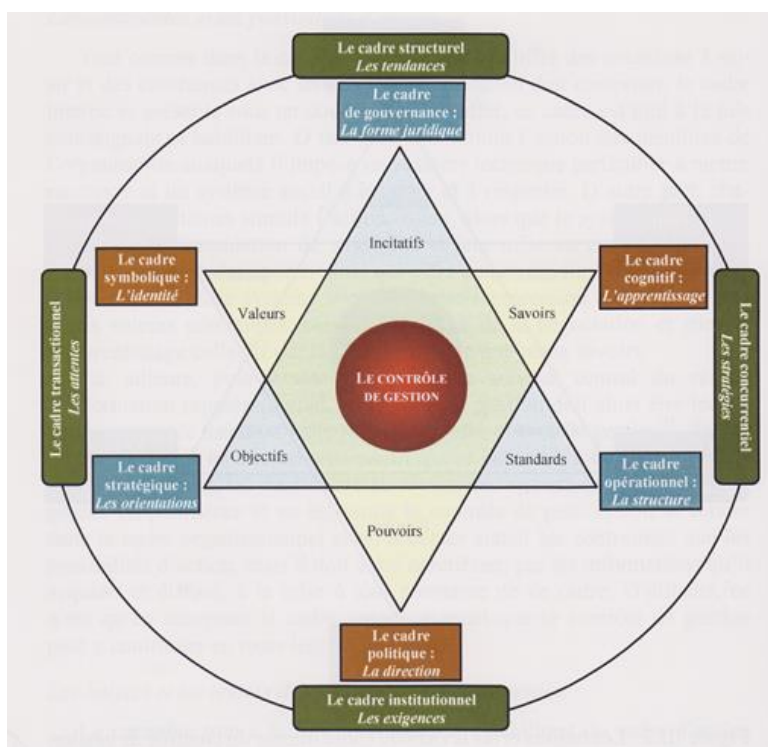 Le cadre structurel
Les tendances
Le cadre
de gouvernance :
La forme juridique
Incitatifs
Le cadre
symbolique :
L'identité
Le cadre
cognitif :
L'apprentissage
Valeurs
Savoirs
Le cadre transactionnel
Les attentes
LE CONTRÔLE
DE GESTION
Le cadre concurrentiel
Les stratégies
Objectifs
Standards
Le cadre
stratégique :
Les orientations
Le cadre
opérationnel :
La structure
Pouvoirs
Le cadre
politique :
La direction
Le cadre institutionnel
Les exigences